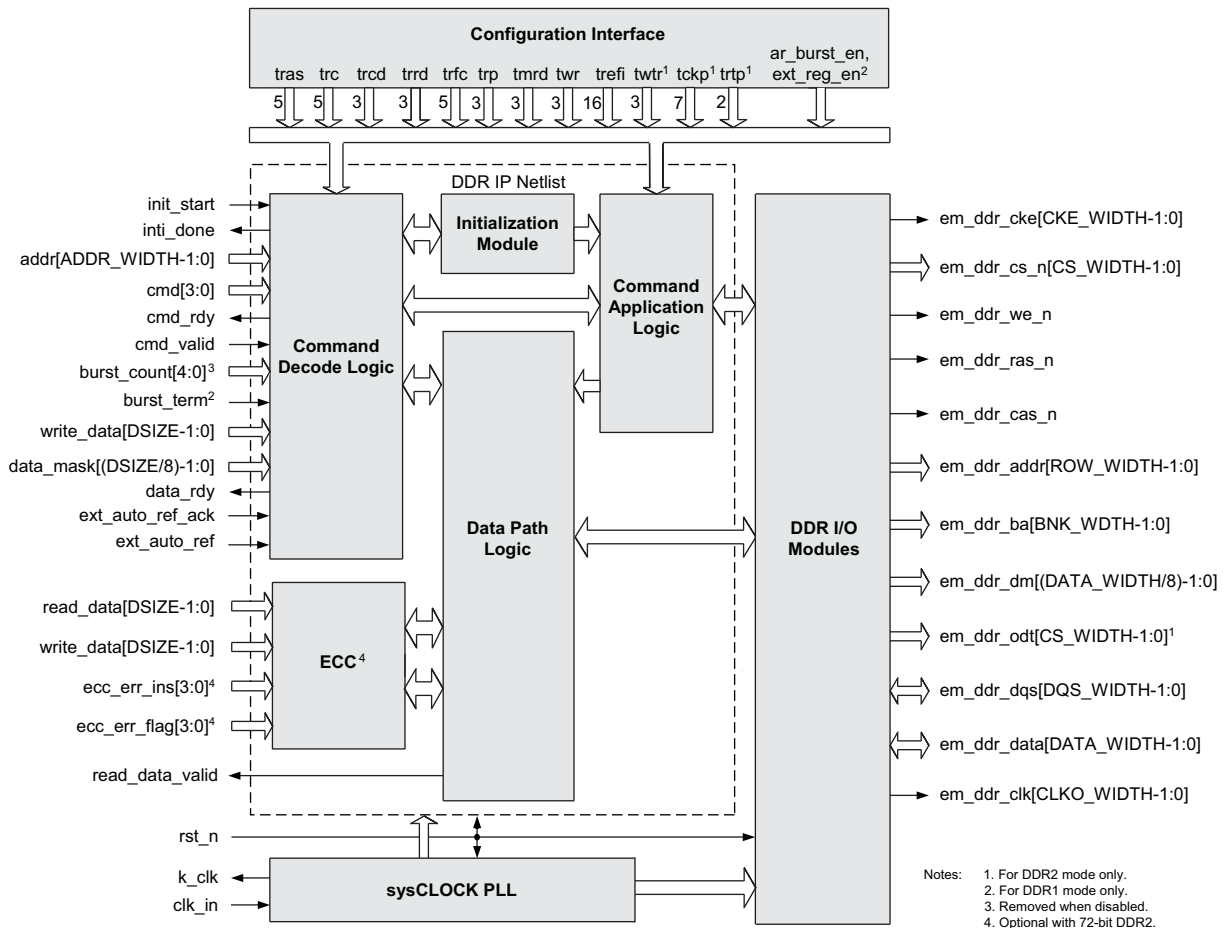 Configuration Interface
tras trc trcd trrd trfc trp tmrd twr trefi twtr¹ tckp¹ trtp¹
ar_burst_en,
ext_reg_en²
5 5 3 3 5 3 3 3 16 3 7 2
DDR IP Netlist
init_start
inti_done
addr[ADDR_WIDTH-1:0]
cmd[3:0]
cmd_rdy
cmd_valid
burst_count[4:0]³
burst_term²
write_data[DSIZE-1:0]
data_mask[(DSIZE/8)-1:0]
data_rdy
ext_auto_ref_ack
ext_auto_ref
read_data[DSIZE-1:0]
write_data[DSIZE-1:0]
ecc_err_ins[3:0]⁴
ecc_err_flag[3:0]⁴
read_data_valid
rst_n
k_clk
clk_in
Command
Decode Logic
Initialization
Module
Command
Application
Logic
Data Path
Logic
ECC⁴
sysCLOCK PLL
DDR I/O
Modules
em_ddr_cke[CKE_WIDTH-1:0]
em_ddr_cs_n[CS_WIDTH-1:0]
em_ddr_we_n
em_ddr_ras_n
em_ddr_cas_n
em_ddr_addr[ROW_WIDTH-1:0]
em_ddr_ba[BNK_WDTH-1:0]
em_ddr_dm[(DATA_WIDTH/8)-1:0]
em_ddr_odt[CS_WIDTH-1:0]¹
em_ddr_dqs[DQS_WIDTH-1:0]
em_ddr_data[DATA_WIDTH-1:0]
em_ddr_clk[CLKO_WIDTH-1:0]
Notes: 1. For DDR2 mode only.
2. For DDR1 mode only.
3. Removed when disabled.
4. Optional with 72-bit DDR2.